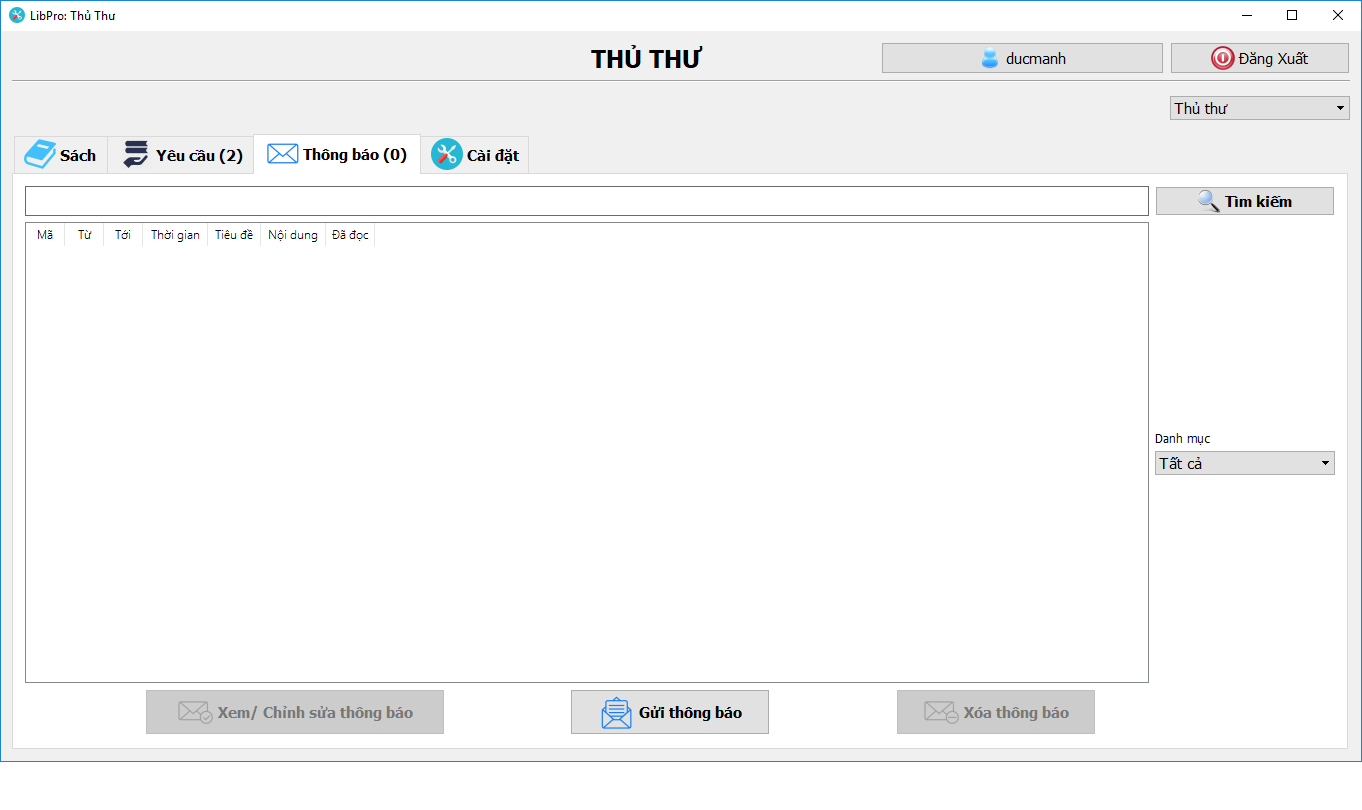 LibPro: Thủ Thư
THỦ THƯ
ducmanh
Đăng Xuất
Thủ thư
Sách
Yêu cầu (2)
Thông báo (0)
Cài đặt
Tìm kiếm
Mã Từ Tới Thời gian Tiêu đề Nội dung Đã đọc
Danh mục
Tất cả
Xem/ Chỉnh sửa thông báo
Gửi thông báo
Xóa thông báo